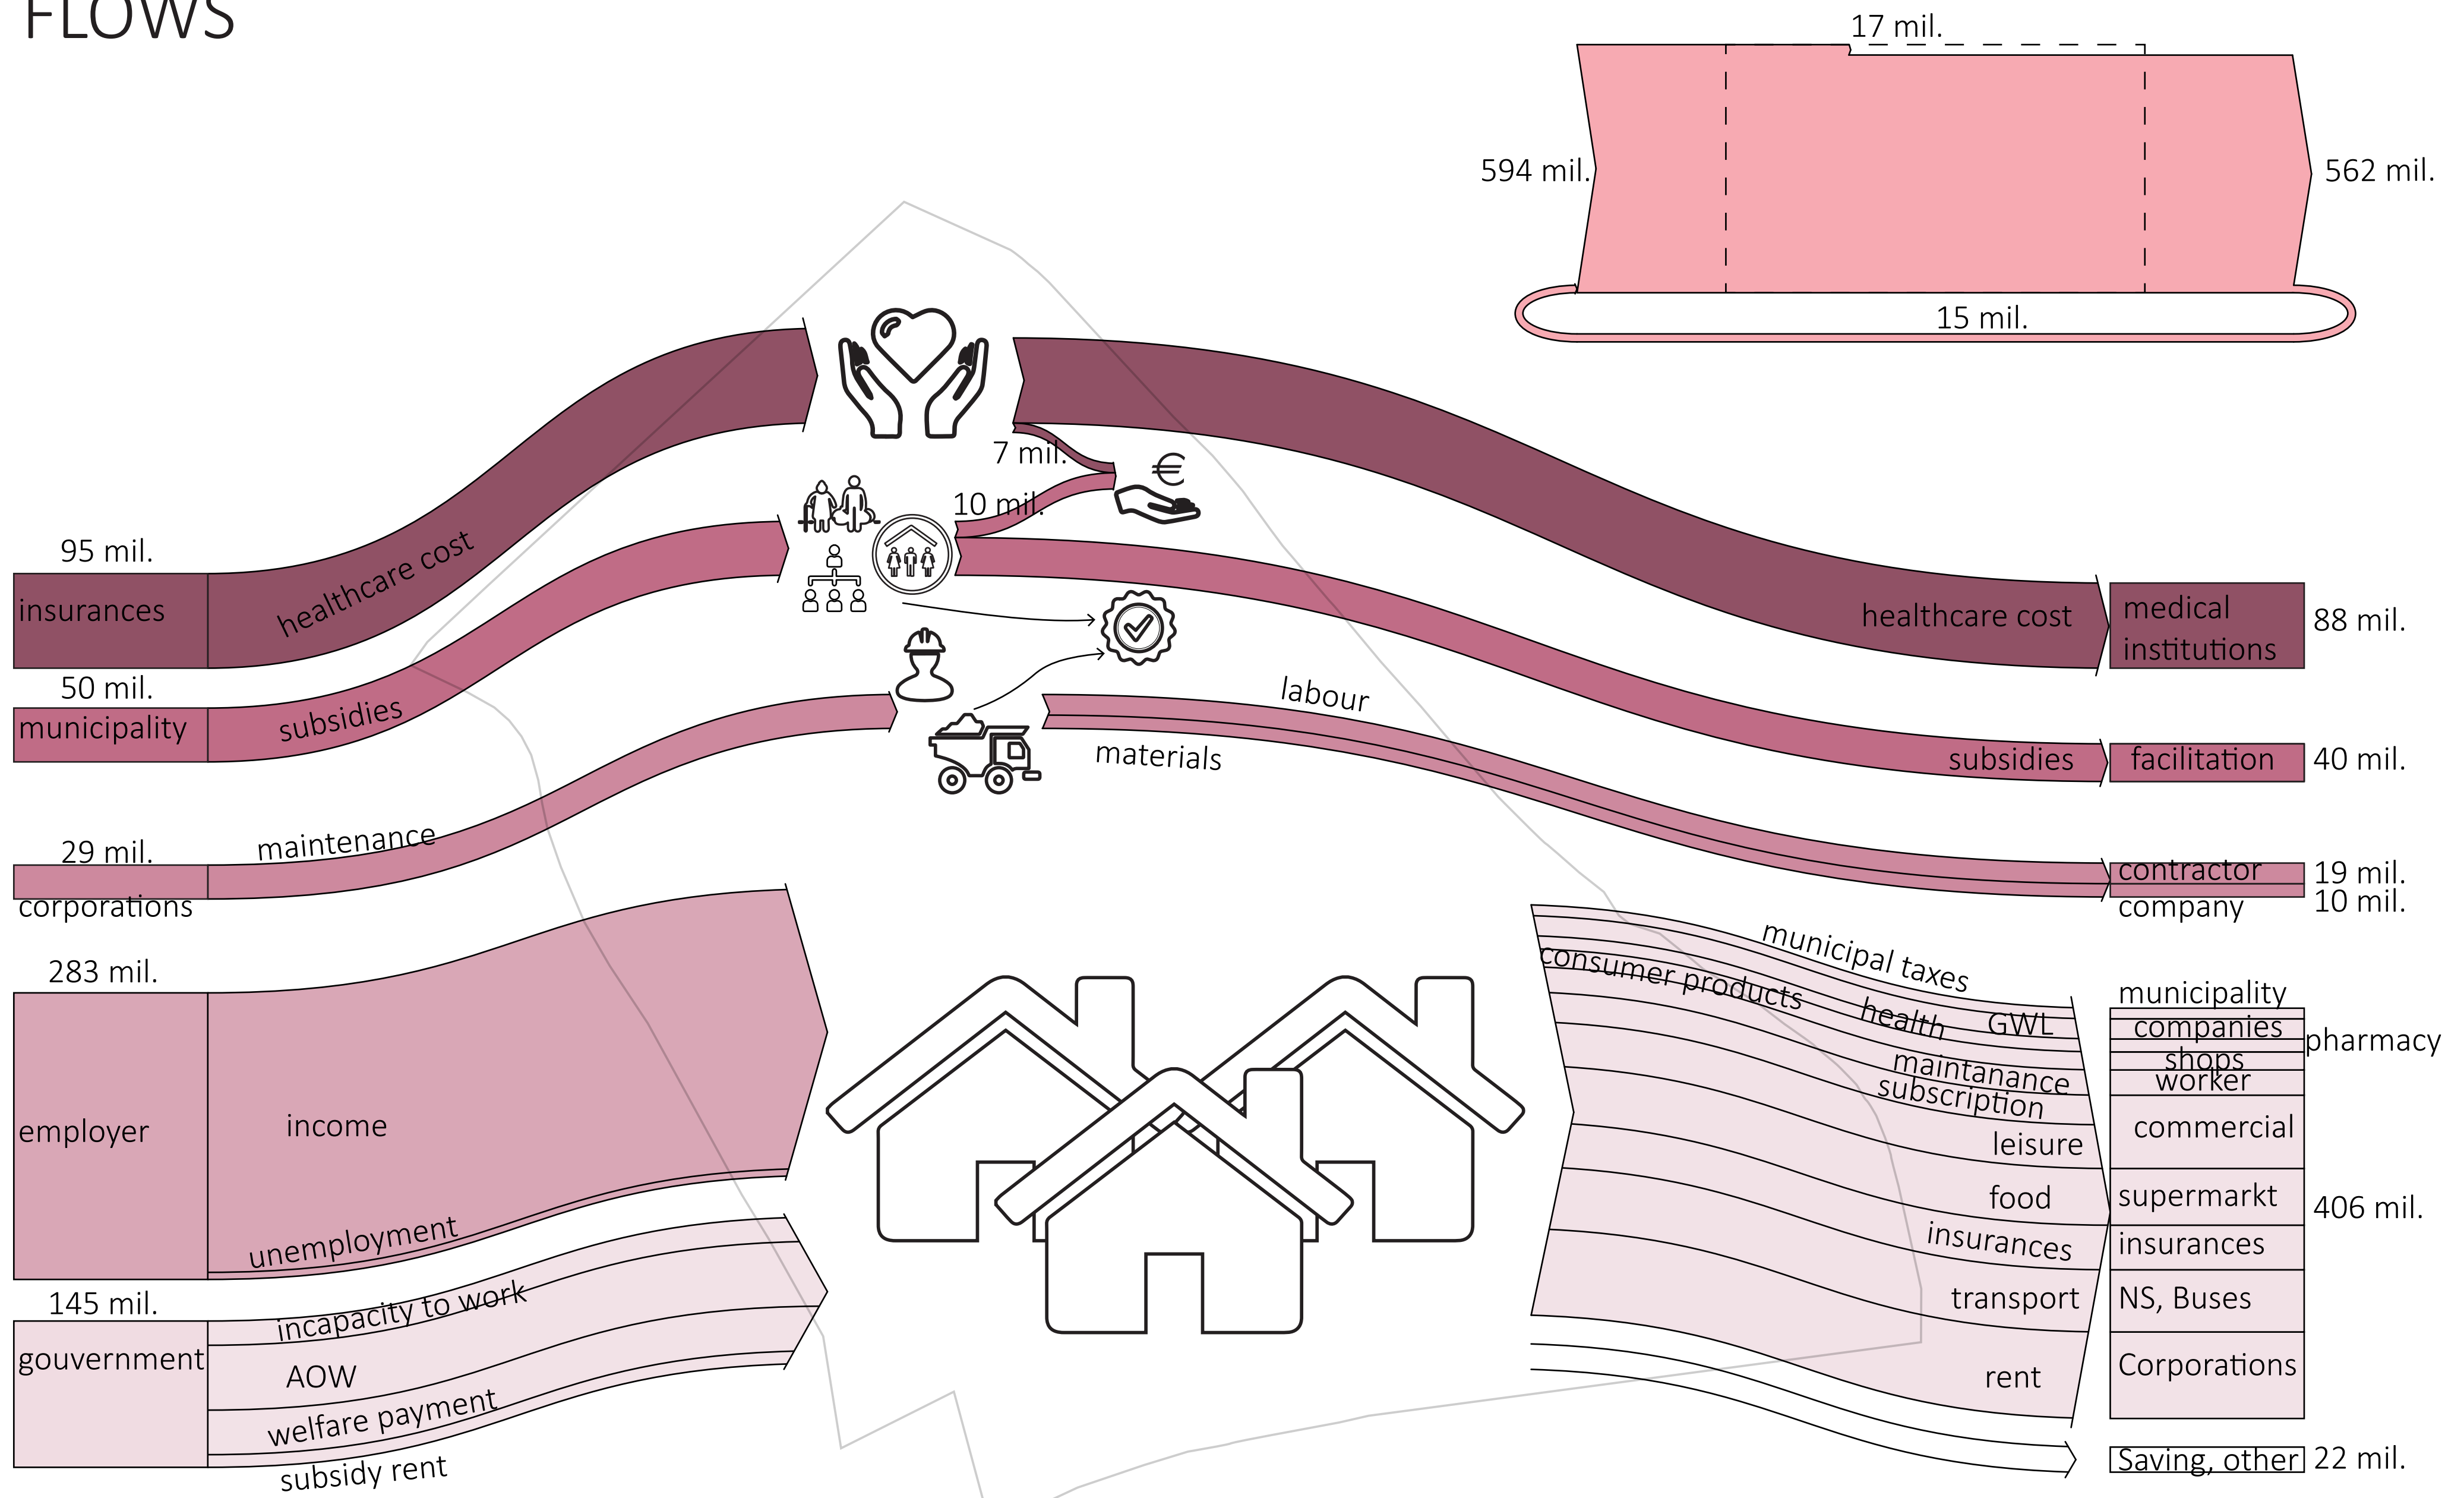 FLOWS
17 mil.
594 mil.
562 mil.
15 mil.
95 mil.
insurances
healthcare cost
50 mil.
municipality
subsidies
29 mil.
corporations
maintenance
283 mil.
employer
income
unemployment
145 mil.
gouvernment
incapacity to work
AOW
welfare payment
subsidy rent
7 mil.
€
10 mil.
labour
materials
healthcare cost
medical
institutions
88 mil.
subsidies
facilitation
40 mil.
contractor
19 mil.
company
10 mil.
municipal taxes
consumer products
health
GWL
maintanance
subscription
leisure
food
insurances
transport
rent
municipality
companies
pharmacy
shops
worker
commercial
supermarkt
406 mil.
insurances
NS, Buses
Corporations
Saving, other
22 mil.